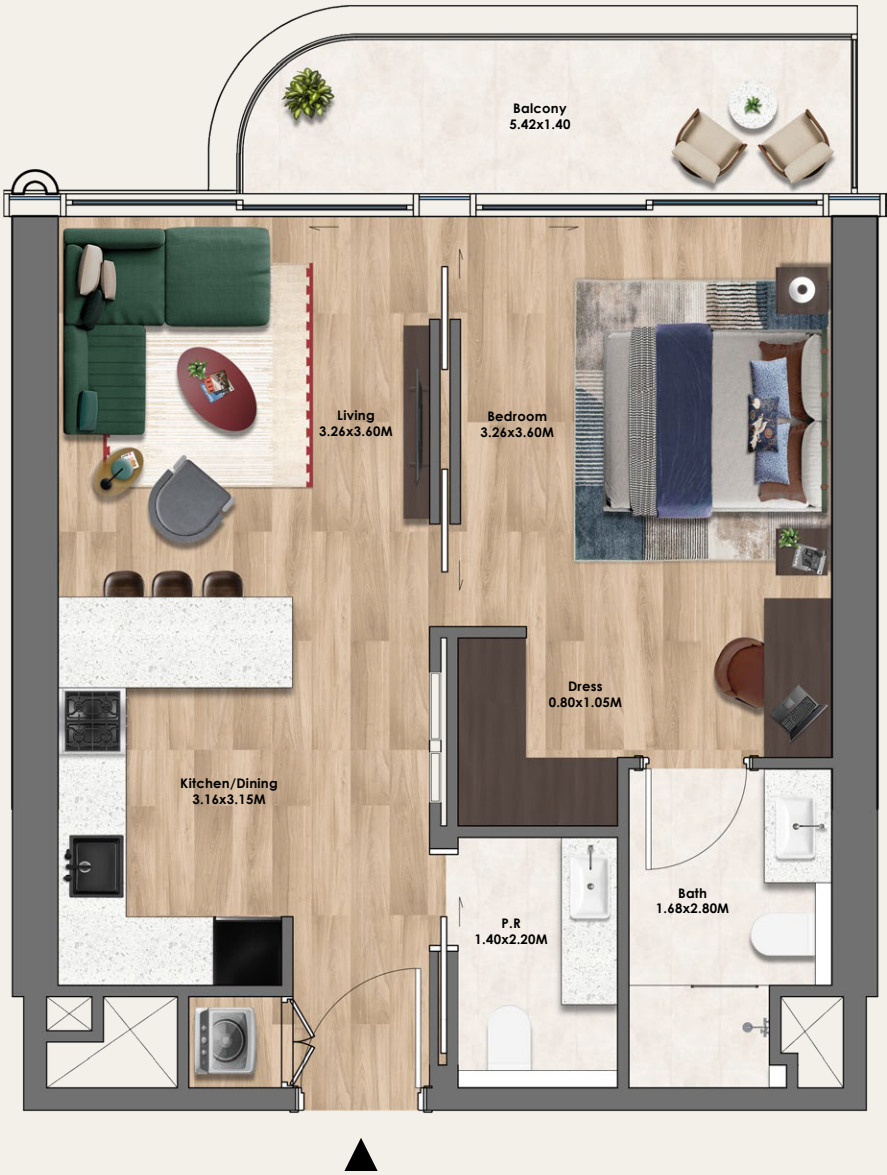 Balcony
5.42x1.40
Living
3.26x3.60M
Bedroom
3.26x3.60M
Dress
0.80x1.05M
Kitchen/Dining
3.16x3.15M
Bath
1.68x2.80M
P.R
1.40x2.20M